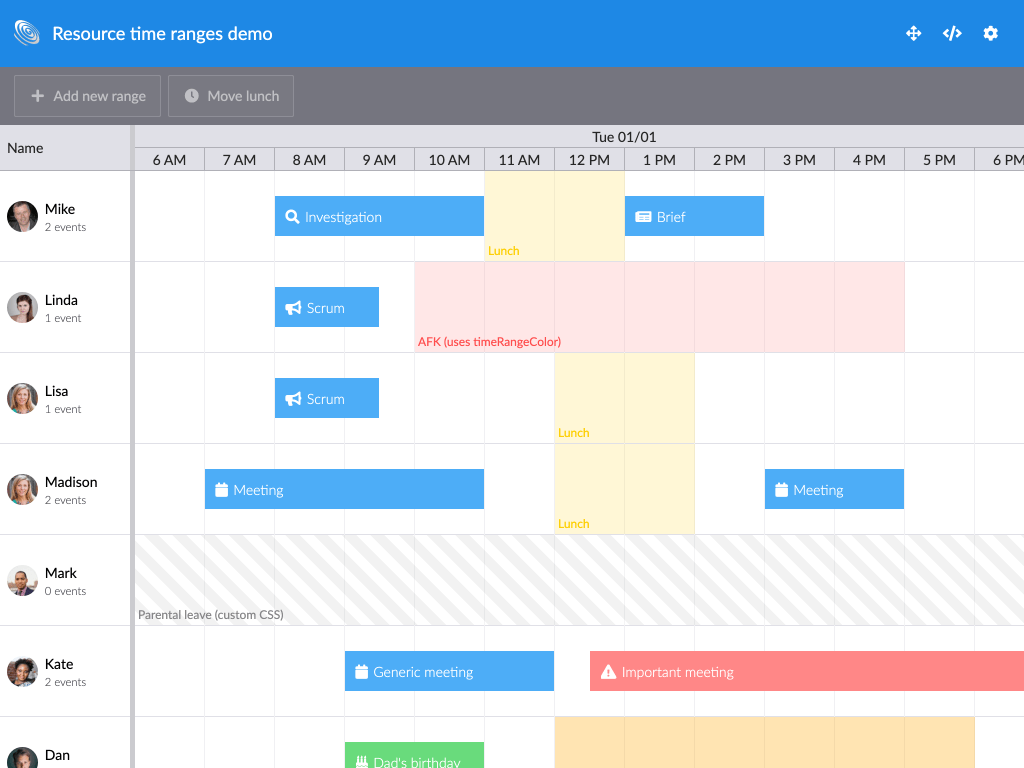 Resource time ranges demo
Add new range
Move lunch
Name
Tue 01/01
6 AM 7 AM 8 AM 9 AM 10 AM 11 AM 12 PM 1 PM 2 PM 3 PM 4 PM 5 PM 6 PM
Mike
2 events
Investigation
Lunch
Brief
Linda
1 event
Scrum
AFK (uses timeRangeColor)
Lisa
1 event
Scrum
Lunch
Madison
2 events
Meeting
Lunch
Meeting
Mark
0 events
Parental leave (custom CSS)
Kate
2 events
Generic meeting
Important meeting
Dan
Dad's birthday